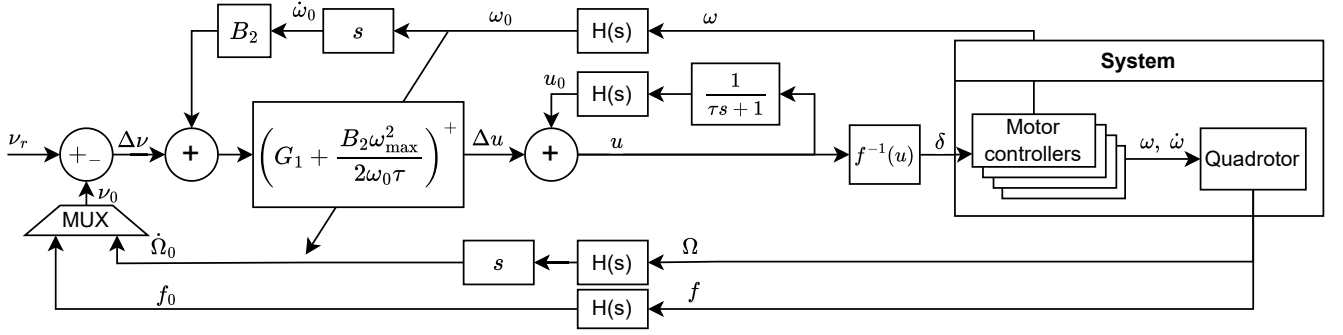 B₂
ω̇₀
s
ω₀
H(s)
ω
System
u₀
H(s)
1/(τs + 1)
ν_r
+−
Δν
+
(G₁ + B₂ω²_max/(2ω₀τ))⁺
Δu
+
u
f⁻¹(u)
δ
Motor
controllers
ω, ω̇
Quadrotor
ν₀
MUX
Ω̇₀
s
H(s)
Ω
f₀
H(s)
f